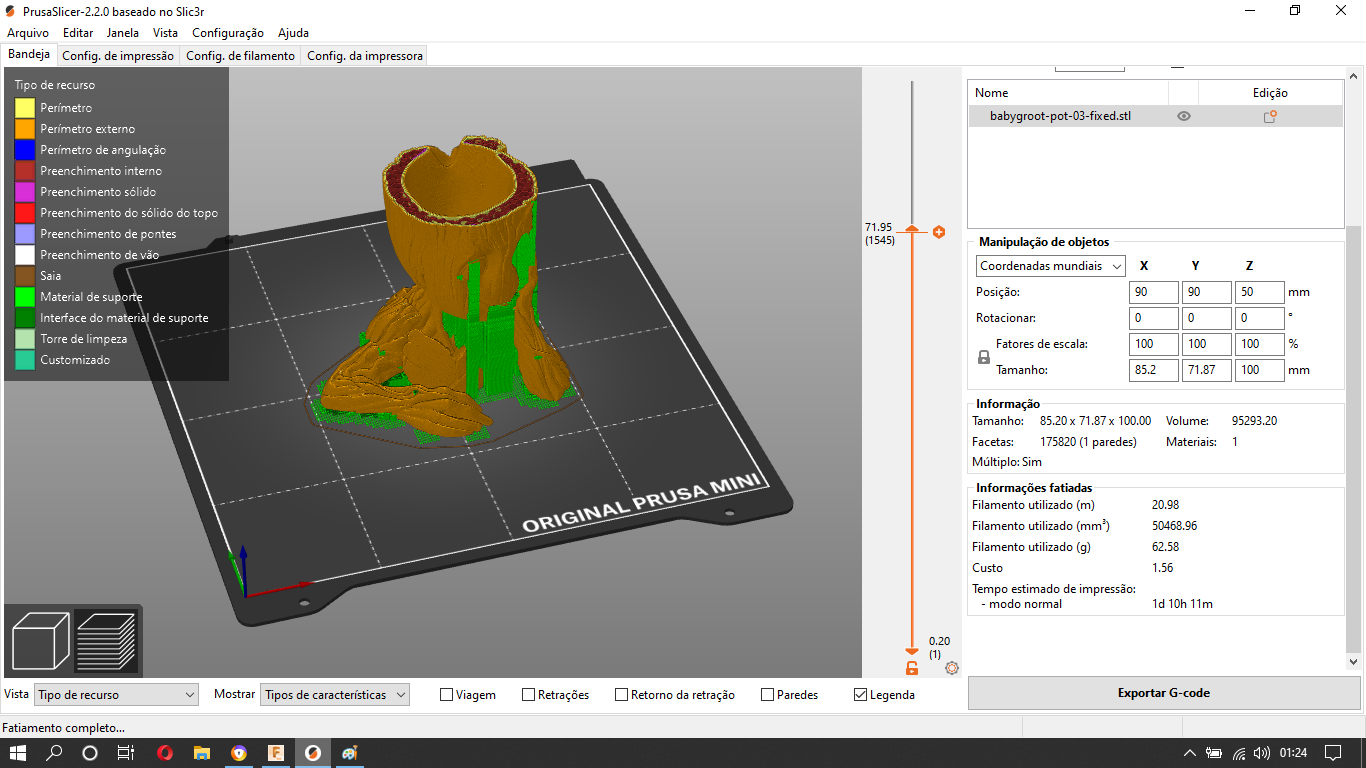 PrusaSlicer-2.2.0 baseado no Slic3r
Arquivo Editar Janela Vista Configuração Ajuda
Bandeja Config. de impressão Config. de filamento Config. da impressora
Tipo de recurso
Perímetro
Perímetro externo
Perímetro de angulação
Preenchimento interno
Preenchimento sólido
Preenchimento do sólido do topo
Preenchimento de pontes
Preenchimento de vão
Saia
Material de suporte
Interface do material de suporte
Torre de limpeza
Customizado
ORIGINAL PRUSA MINI
71.95
(1545)
0.20
(1)
Nome Edição
babygroot-pot-03-fixed.stl
Manipulação de objetos
Coordenadas mundiais X Y Z
Posição: 90 90 50 mm
Rotacionar: 0 0 0 °
Fatores de escala: 100 100 100 %
Tamanho: 85.2 71.87 100 mm
Informação
Tamanho: 85.20 x 71.87 x 100.00 Volume: 95293.20
Facetas: 175820 (1 paredes) Materiais: 1
Múltiplo: Sim
Informações fatiadas
Filamento utilizado (m) 20.98
Filamento utilizado (mm³) 50468.96
Filamento utilizado (g) 62.58
Custo 1.56
Tempo estimado de impressão:
- modo normal 1d 10h 11m
Vista Tipo de recurso Mostrar Tipos de características Viagem Retrações Retorno da retração Paredes Legenda
Exportar G-code
Fatiamento completo...
01:24